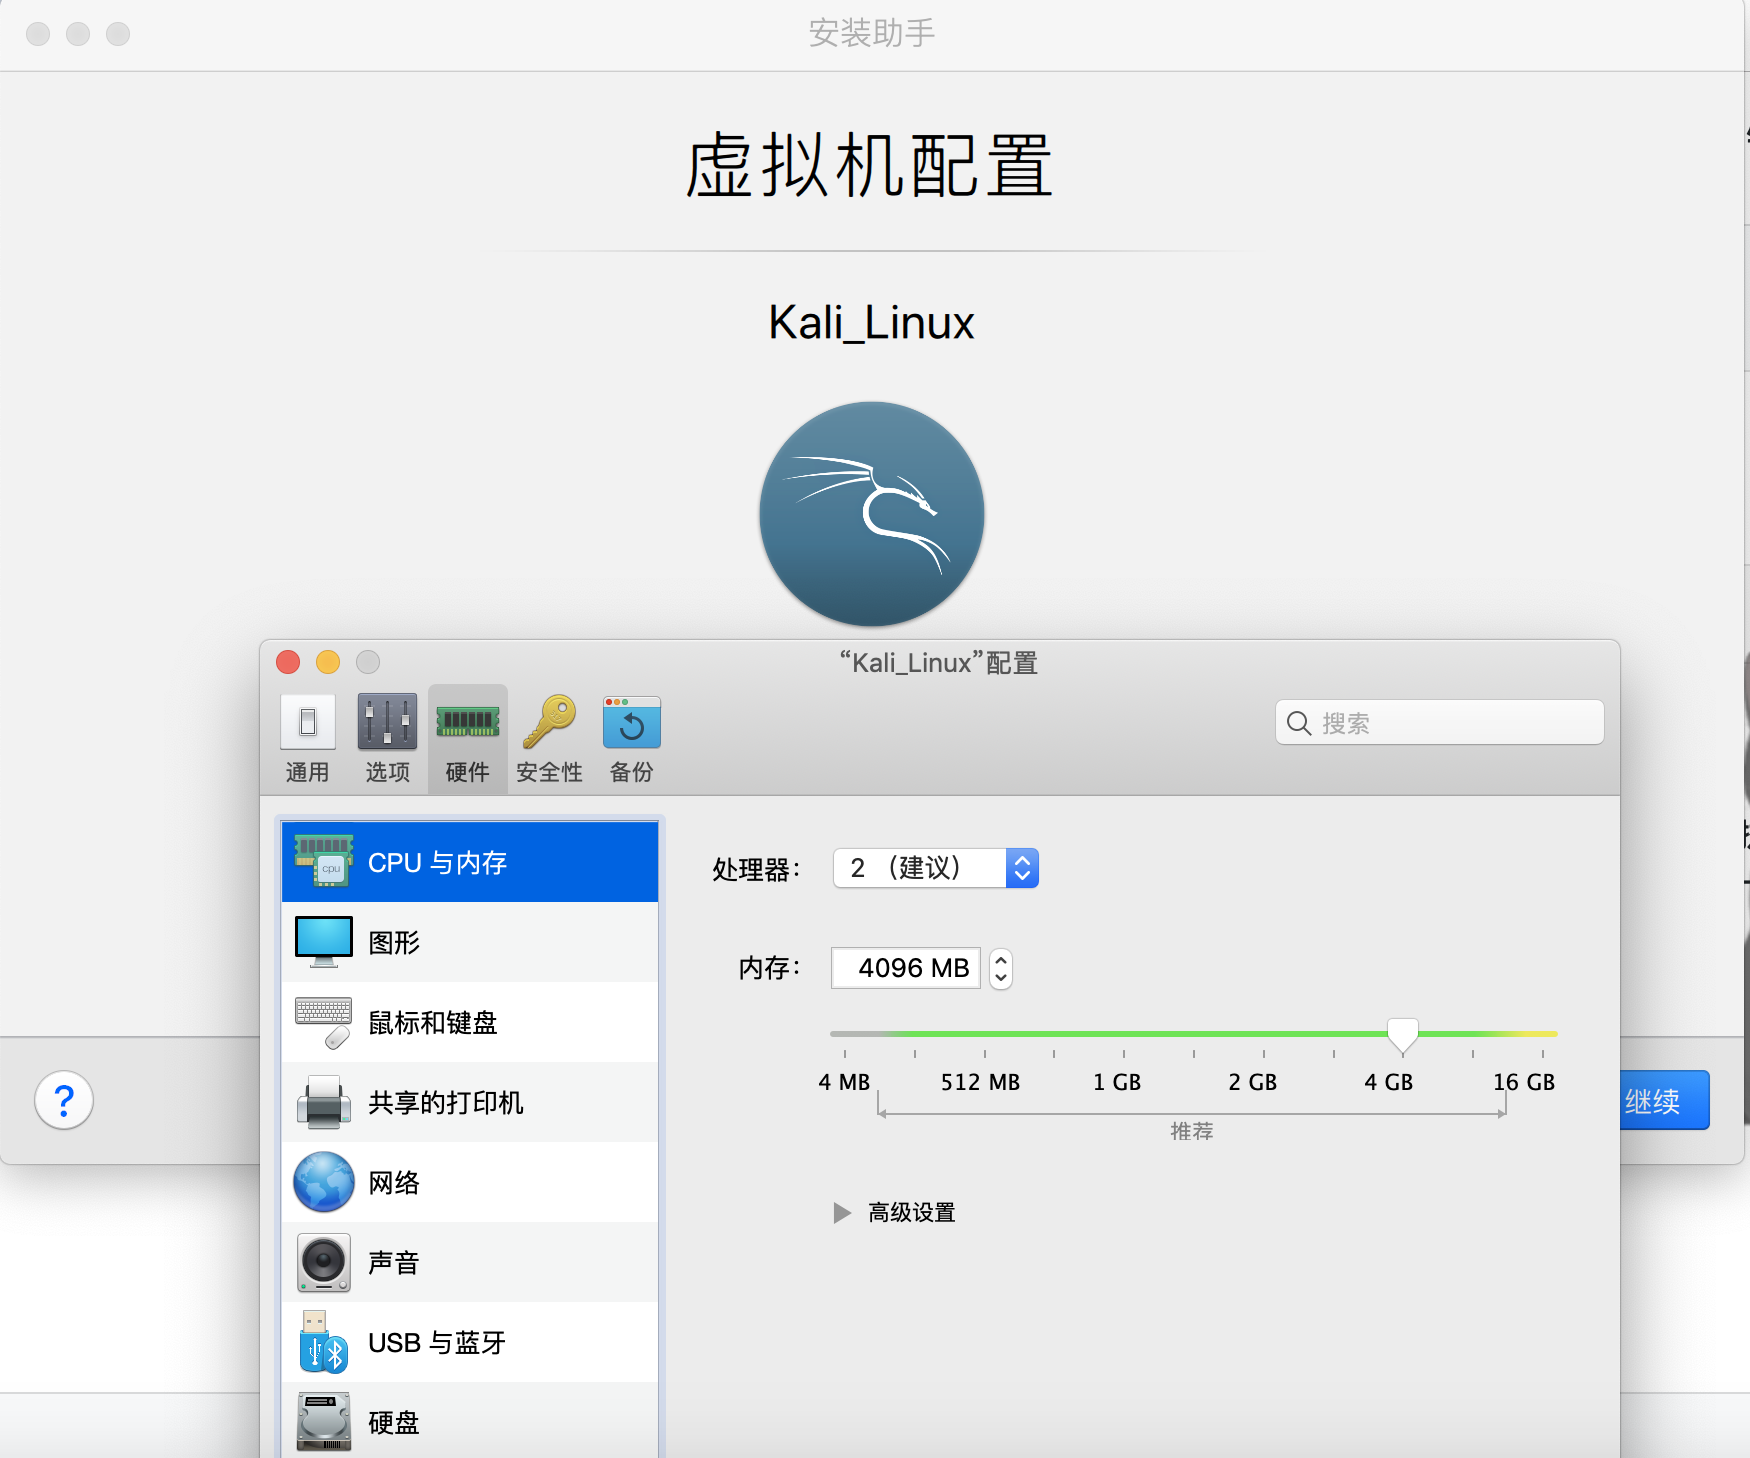 安装助手
虚拟机配置
Kali_Linux
“Kali_Linux”配置
通用 选项 硬件 安全性 备份
搜索
CPU 与内存
cpu
图形
鼠标和键盘
共享的打印机
网络
声音
USB 与蓝牙
硬盘
处理器：
2 （建议）
内存：
4096 MB
4 MB 512 MB 1 GB 2 GB 4 GB 16 GB
推荐
高级设置
?
继续